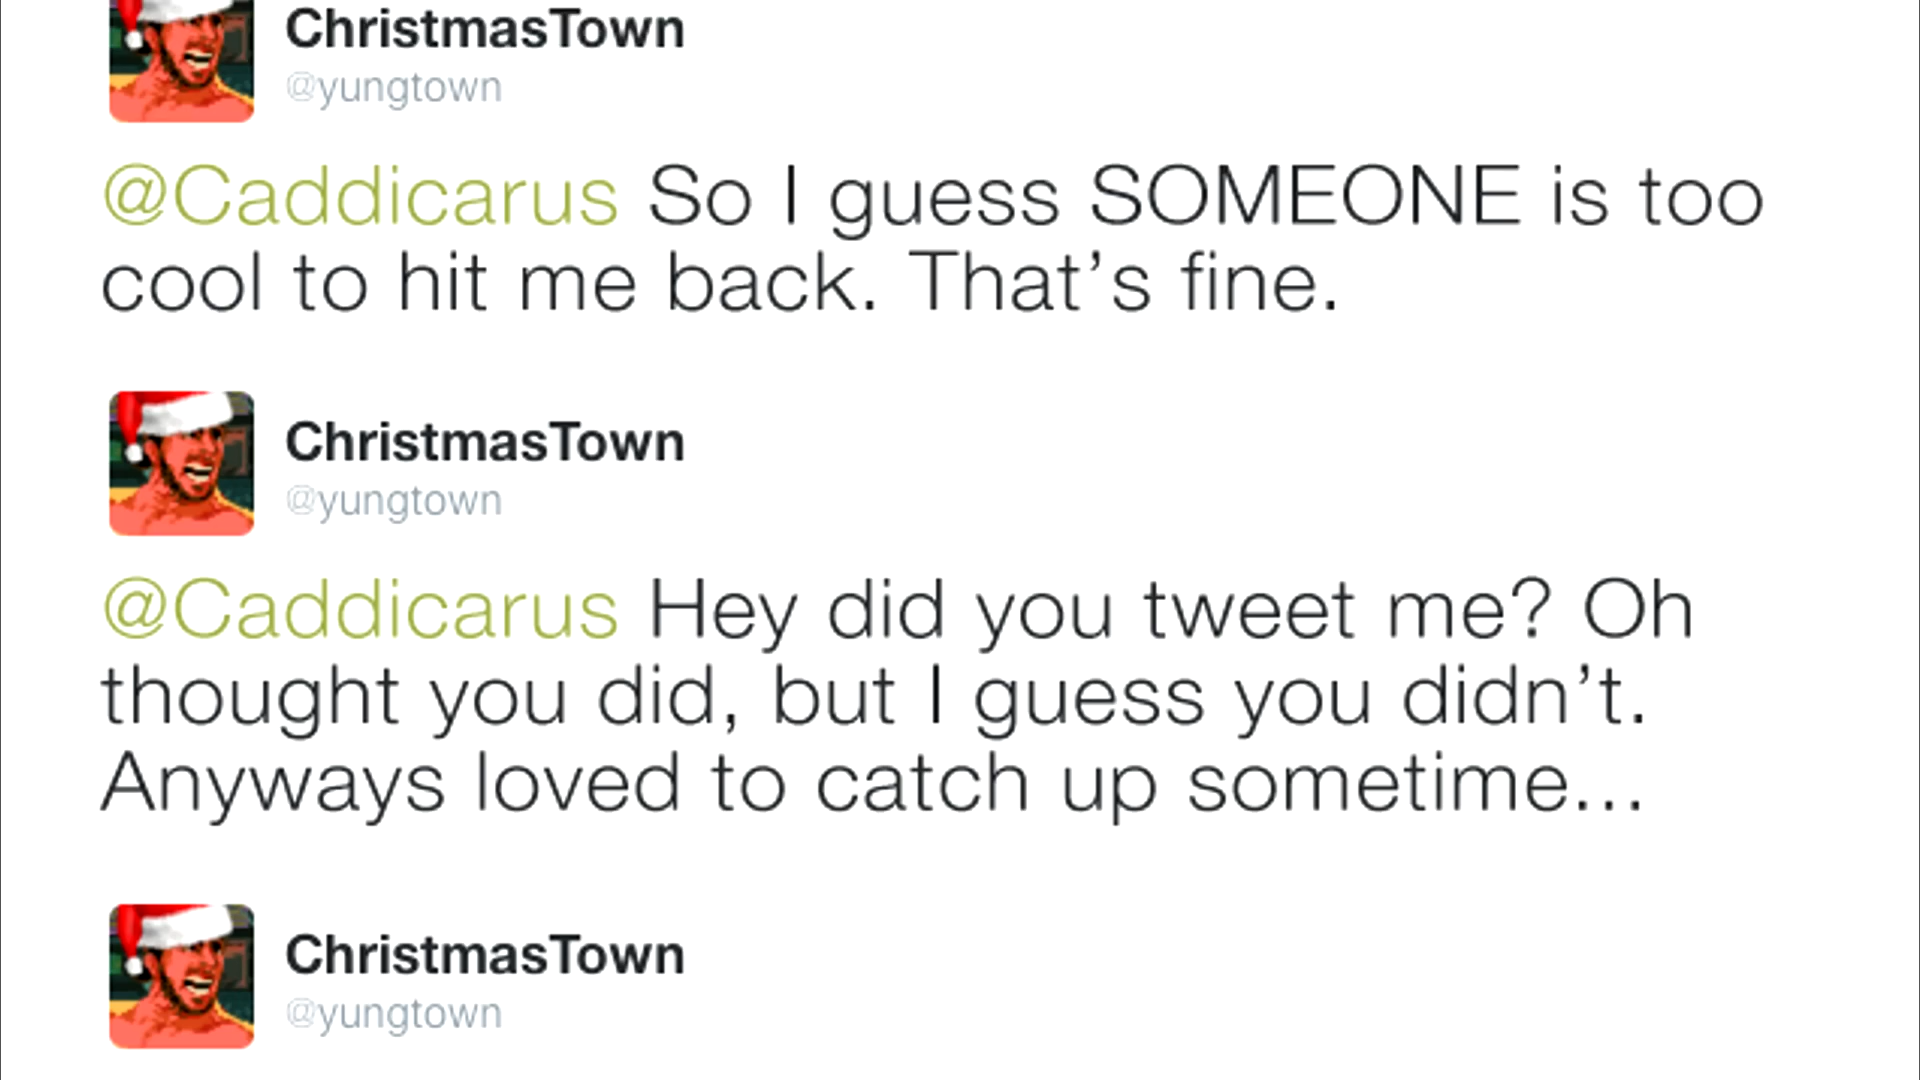 ChristmasTown
@yungtown
@Caddicarus So I guess SOMEONE is too
cool to hit me back. That’s fine.
ChristmasTown
@yungtown
@Caddicarus Hey did you tweet me? Oh
thought you did, but I guess you didn’t.
Anyways loved to catch up sometime...
ChristmasTown
@yungtown